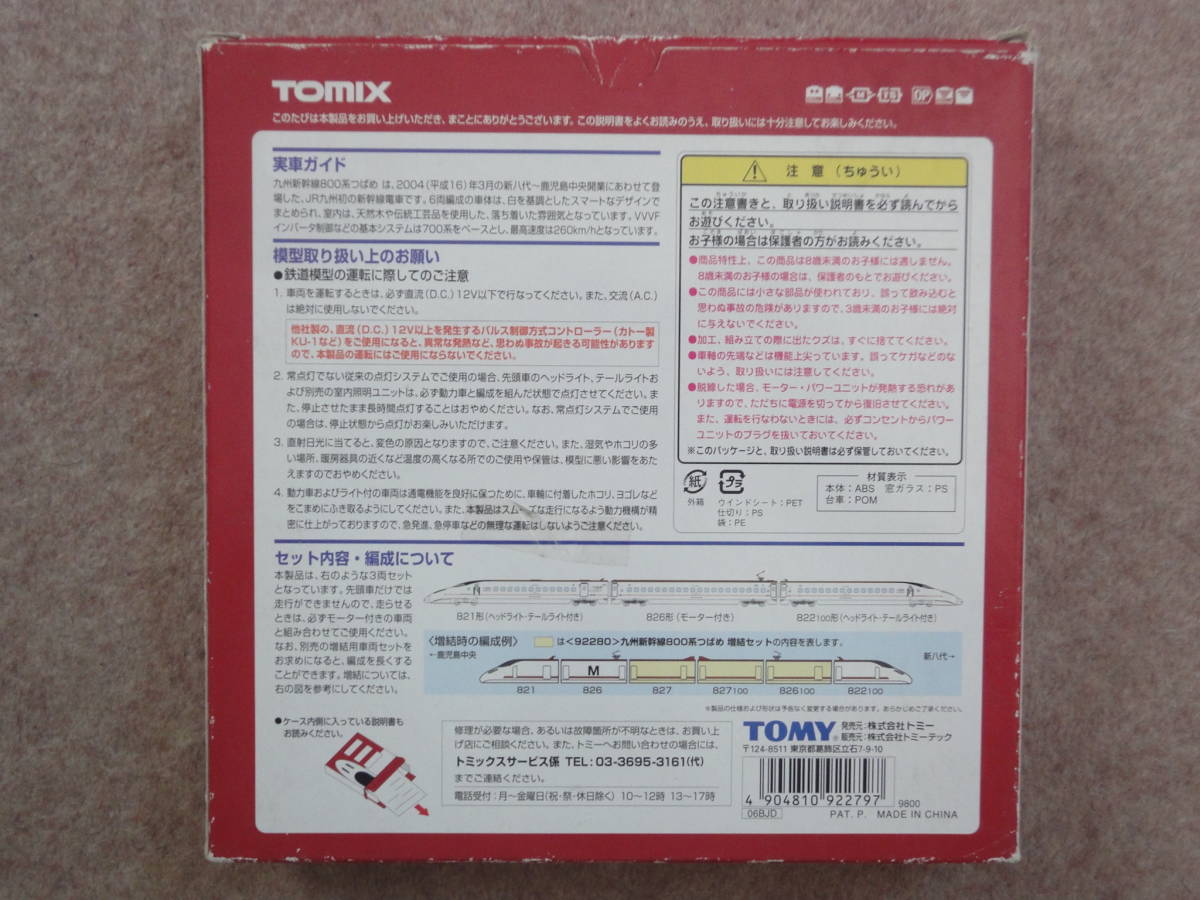 TOMIX
M
OP
このたびは本製品をお買い上げいただき、まことにありがとうございます。この説明書をよくお読みのうえ、取り扱いには十分注意してお楽しみください。
実車ガイド
九州新幹線800系つばめ は、2004(平成16)年3月の新八代〜鹿児島中央開業にあわせて登
場した、JR九州初の新幹線電車です。6両編成の車体は、白を基調としたスマートなデザインで
まとめられ、室内は、天然木や伝統工芸品を使用した、落ち着いた雰囲気となっています。VVVF
インバータ制御などの基本システムは700系をベースとし、最高速度は260km/hとなっています。
模型取り扱い上のお願い
●鉄道模型の運転に際してのご注意
1. 車両を運転するときは、必ず直流(D.C.)12V以下で行なってください。また、交流(A.C.)
は絶対に使用しないでください。
他社製の、直流(D.C.)12V以上を発生するパルス制御方式コントローラー(カトー製
KU-1など)をご使用になると、異常な発熱など、思わぬ事故が起きる可能性があります
ので、本製品の運転にはご使用にならないでください。
2. 常点灯でない従来の点灯システムでご使用の場合、先頭車のヘッドライト、テールライトお
よび別売の室内照明ユニットは、必ず動力車と編成を組んだ状態で点灯させてください。ま
た、停止させたまま長時間点灯することはおやめください。なお、常点灯システムでご使用
の場合は、停止状態から点灯がお楽しみいただけます。
3. 直射日光に当てると、変色の原因となりますので、ご注意ください。また、湿気やホコリの多
い場所、暖房器具の近くなど温度の高くなる所でのご使用や保管は、模型に悪い影響をあた
えますのでおやめください。
4. 動力車およびライト付の車両は通電機能を良好に保つために、車輪に付着したホコリ、ヨゴレなど
をこまめにふき取るようにしてください。また、本製品はスムーズな走行になるよう動力機構が精
密に仕上がっておりますので、急発進、急停車などの無理な運転はしないようご注意ください。
注 意(ちゅうい)
この注意書きと、取り扱い説明書を必ず読んでから
お遊びください。
お子様の場合は保護者の方がお読みください。
●商品特性上、この商品は8歳未満のお子様には適しません。
8歳未満のお子様の場合は、保護者のもとでお遊びください。
●この商品には小さな部品が使われており、誤って飲み込むと
思わぬ事故の危険がありますので、3歳未満のお子様には絶対
に与えないでください。
●加工、組み立ての際に出たクズは、すぐに捨ててください。
●車軸の先端などは機能上尖っています。誤ってケガなどのな
いよう、取り扱いには注意してください。
●脱線した場合、モーター・パワーユニットが発熱する恐れがあ
りますので、ただちに電源を切ってから復旧させてください。
また、運転を行なわないときには、必ずコンセントからパワー
ユニットのプラグを抜いておいてください。
※このパッケージと、取り扱い説明書は必ず保管しておいてください。
紙
外箱
プラ
ウインドシート:PET
仕切り:PS
袋:PE
材質表示
本体:ABS 窓ガラス:PS
台車:POM
セット内容・編成について
本製品は、右のような3両セット
となっています。先頭車だけでは
走行ができませんので、走らせる
ときは、必ずモーター付きの車両
と組み合わせてご使用ください。
なお、別売の増結用車両セットを
お求めになると、編成を長くする
ことができます。増結については、
右の図を参考にしてください。
821形(ヘッドライト・テールライト付き)
826形(モーター付き)
822100形(ヘッドライト・テールライト付き)
〈増結時の編成例〉
は<92280>九州新幹線800系つばめ 増結セットの内容を表します。
←鹿児島中央
新八代→
M
821 826 827 827100 826100 822100
※製品の仕様および形状は予告なく変更する場合があります。あらかじめご了承ください。
●ケース内側に入っている説明書も
お読みください。
修理が必要な場合、あるいは故障箇所が不明なときは、お買い上
げ店にご相談ください。また、トミーへお問い合わせの場合には、
トミックスサービス係 TEL:03-3695-3161(代)
までご連絡ください。
電話受付:月〜金曜日(祝・祭・休日除く) 10〜12時 13〜17時
TOMY
発売元:株式会社トミー
販売元:株式会社トミーテック
〒124-8511 東京都葛飾区立石7-9-10
4 904810 922797
9800
06BJD
PAT. P. MADE IN CHINA